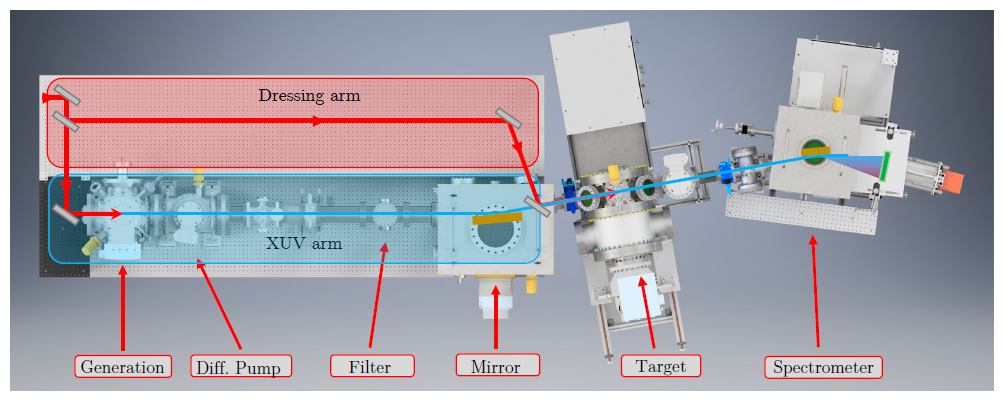 Dressing arm
XUV arm
Generation
Diff. Pump
Filter
Mirror
Target
Spectrometer